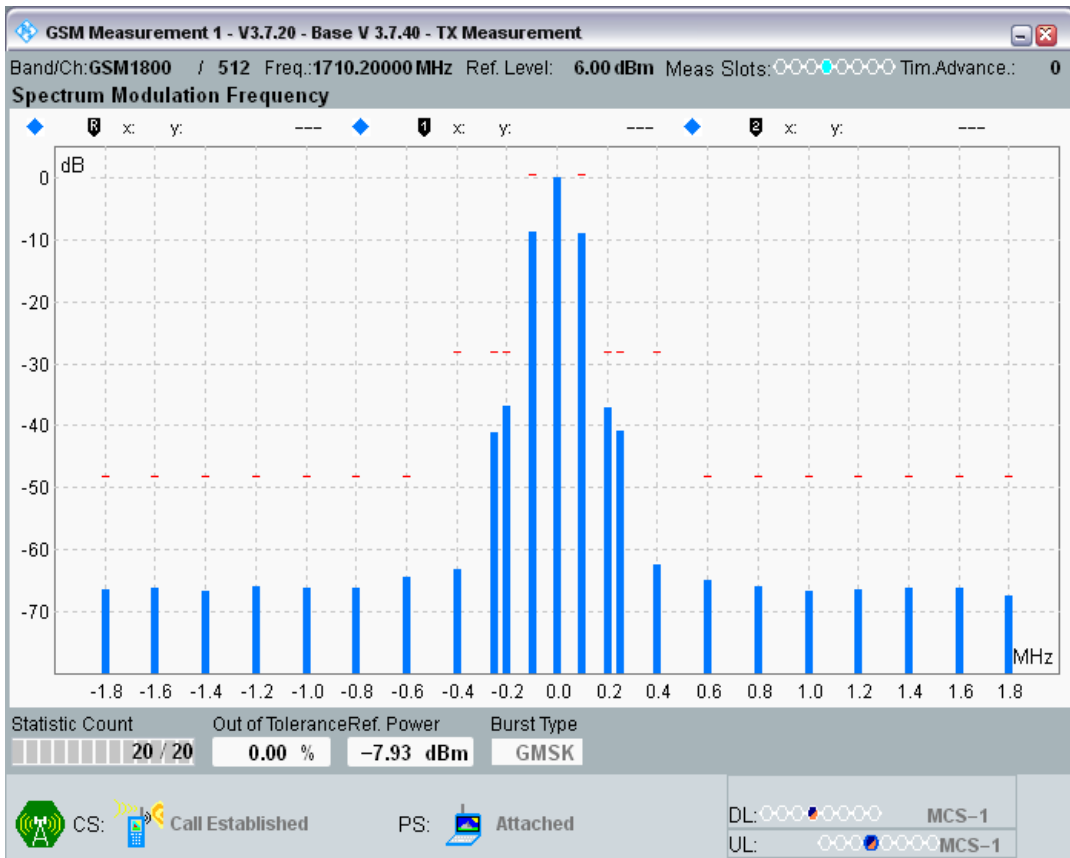 GSM Measurement 1 - V3.7.20 - Base V 3.7.40 - TX Measurement
Band/Ch:GSM1800 / 512 Freq.:1710.20000 MHz Ref. Level: 6.00 dBm Meas Slots: Tim.Advance.: 0
Spectrum Modulation Frequency
R x: y: --- 1 x: y: --- 2 x: y: ---
dB
0
-10
-20
-30
-40
-50
-60
-70
MHz
-1.8 -1.6 -1.4 -1.2 -1.0 -0.8 -0.6 -0.4 -0.2 0.0 0.2 0.4 0.6 0.8 1.0 1.2 1.4 1.6 1.8
Statistic Count Out of Tolerance Ref. Power Burst Type
20 / 20 0.00 % -7.93 dBm GMSK
CS: Call Established PS: Attached
DL: MCS-1
UL: MCS-1